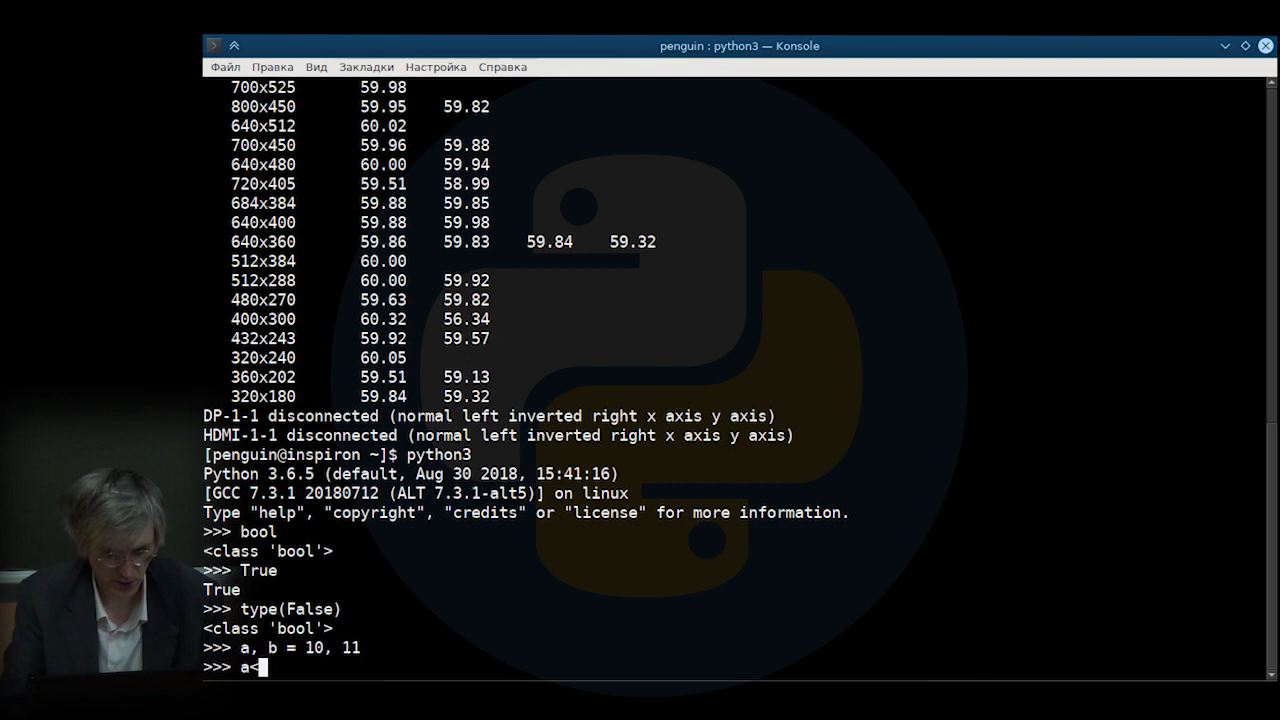 penguin : python3 — Konsole
Файл Правка Вид Закладки Настройка Справка
700x525 59.98
800x450 59.95 59.82
640x512 60.02
700x450 59.96 59.88
640x480 60.00 59.94
720x405 59.51 58.99
684x384 59.88 59.85
640x400 59.88 59.98
640x360 59.86 59.83 59.84 59.32
512x384 60.00
512x288 60.00 59.92
480x270 59.63 59.82
400x300 60.32 56.34
432x243 59.92 59.57
320x240 60.05
360x202 59.51 59.13
320x180 59.84 59.32
DP-1-1 disconnected (normal left inverted right x axis y axis)
HDMI-1-1 disconnected (normal left inverted right x axis y axis)
[penguin@inspiron ~]$ python3
Python 3.6.5 (default, Aug 30 2018, 15:41:16)
[GCC 7.3.1 20180712 (ALT 7.3.1-alt5)] on linux
Type "help", "copyright", "credits" or "license" for more information.
>>> bool
<class 'bool'>
>>> True
True
>>> type(False)
<class 'bool'>
>>> a, b = 10, 11
>>> a<